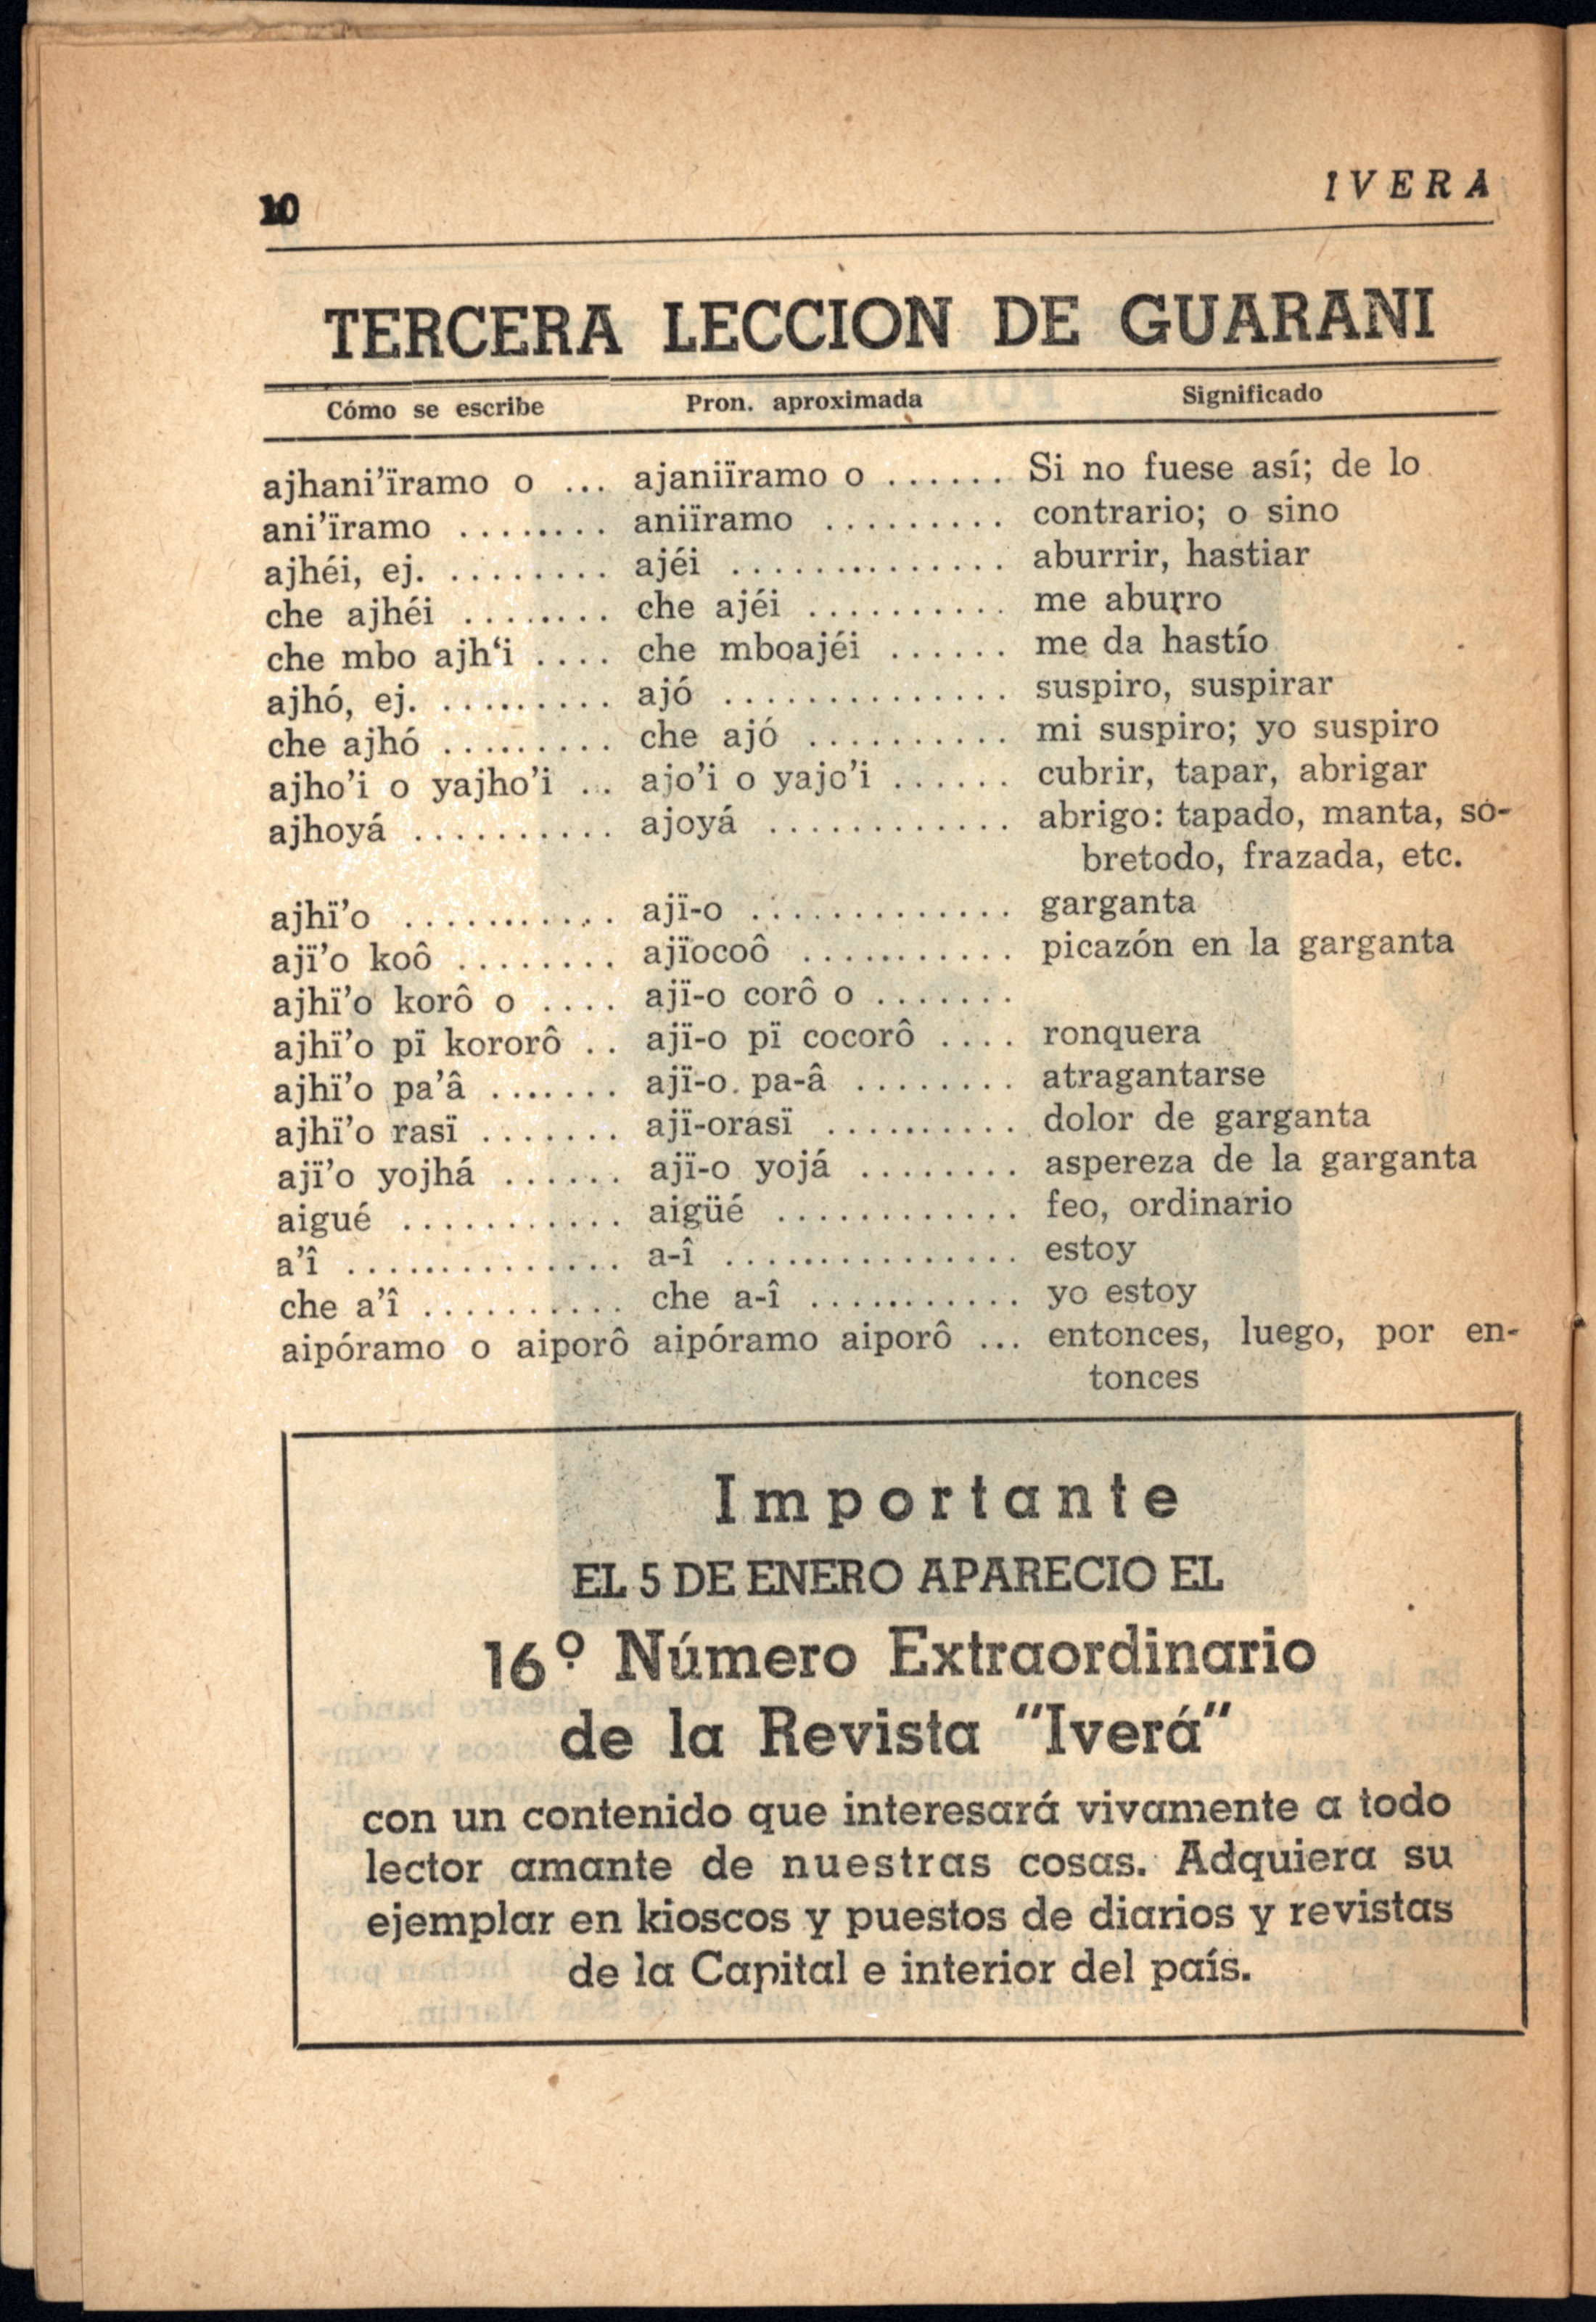 10
IVERA
TERCERA LECCION DE GUARANI
Cómo se escribe Pron. aproximada Significado
ajhani'ïramo o ... ajaniïramo o ...... Si no fuese así; de lo
ani'ïramo ........ aniïramo ......... contrario; o sino
ajhéi, ej. ........ ajéi ............. aburrir, hastiar
che ajhéi ........ che ajéi .......... me aburro
che mbo ajh‘i .... che mboajéi ...... me da hastío
ajhó, ej. ......... ajó .............. suspiro, suspirar
che ajhó ......... che ajó .......... mi suspiro; yo suspiro
ajho'i o yajho'i ... ajo'i o yajo'i ...... cubrir, tapar, abrigar
ajhoyá .......... ajoyá ............ abrigo: tapado, manta, so-
bretodo, frazada, etc.
ajhï'o ........... ajï-o ............. garganta
ajï'o koô ........ ajïocoô ........... picazón en la garganta
ajhï'o korô o .... ajï-o corô o .......
ajhï'o pï kororô .. ajï-o pï cocorô .... ronquera
ajhï'o pa'â ....... ajï-o pa-â ........ atragantarse
ajhï'o rasï ....... ajï-orasï .......... dolor de garganta
ajï'o yojhá ...... ajï-o yojá ........ aspereza de la garganta
aigué ........... aigüé ............ feo, ordinario
a'î .............. a-î ............... estoy
che a'î .......... che a-î ........... yo estoy
aipóramo o aiporô aipóramo aiporô ... entonces, luego, por en-
tonces
Importante
EL 5 DE ENERO APARECIO EL
16º Número Extraordinario
de la Revista "Iverá"
con un contenido que interesará vivamente a todo
lector amante de nuestras cosas. Adquiera su
ejemplar en kioscos y puestos de diarios y revistas
de la Capital e interior del país.